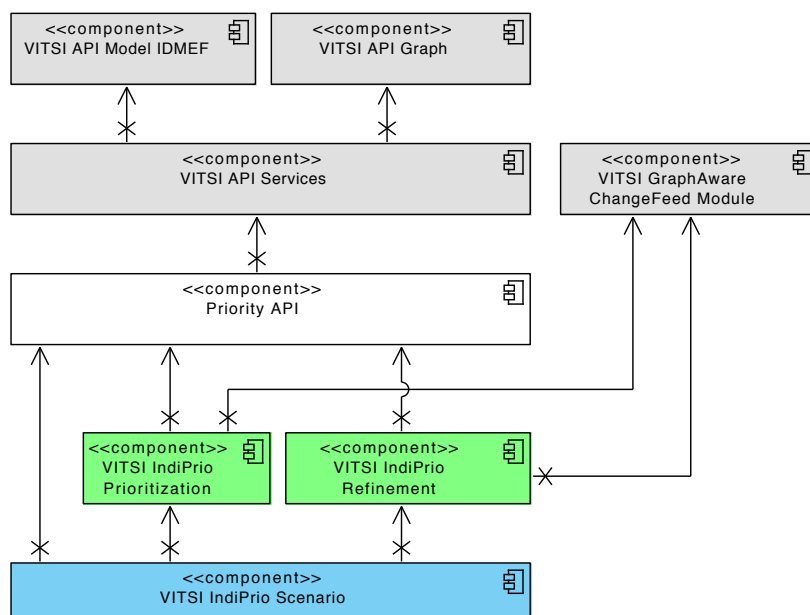 <<component>>
VITSI API Model IDMEF
<<component>>
VITSI API Graph
<<component>>
VITSI API Services
<<component>>
VITSI GraphAware
ChangeFeed Module
<<component>>
Priority API
<<component>>
VITSI IndiPrio
Prioritization
<<component>>
VITSI IndiPrio
Refinement
<<component>>
VITSI IndiPrio Scenario